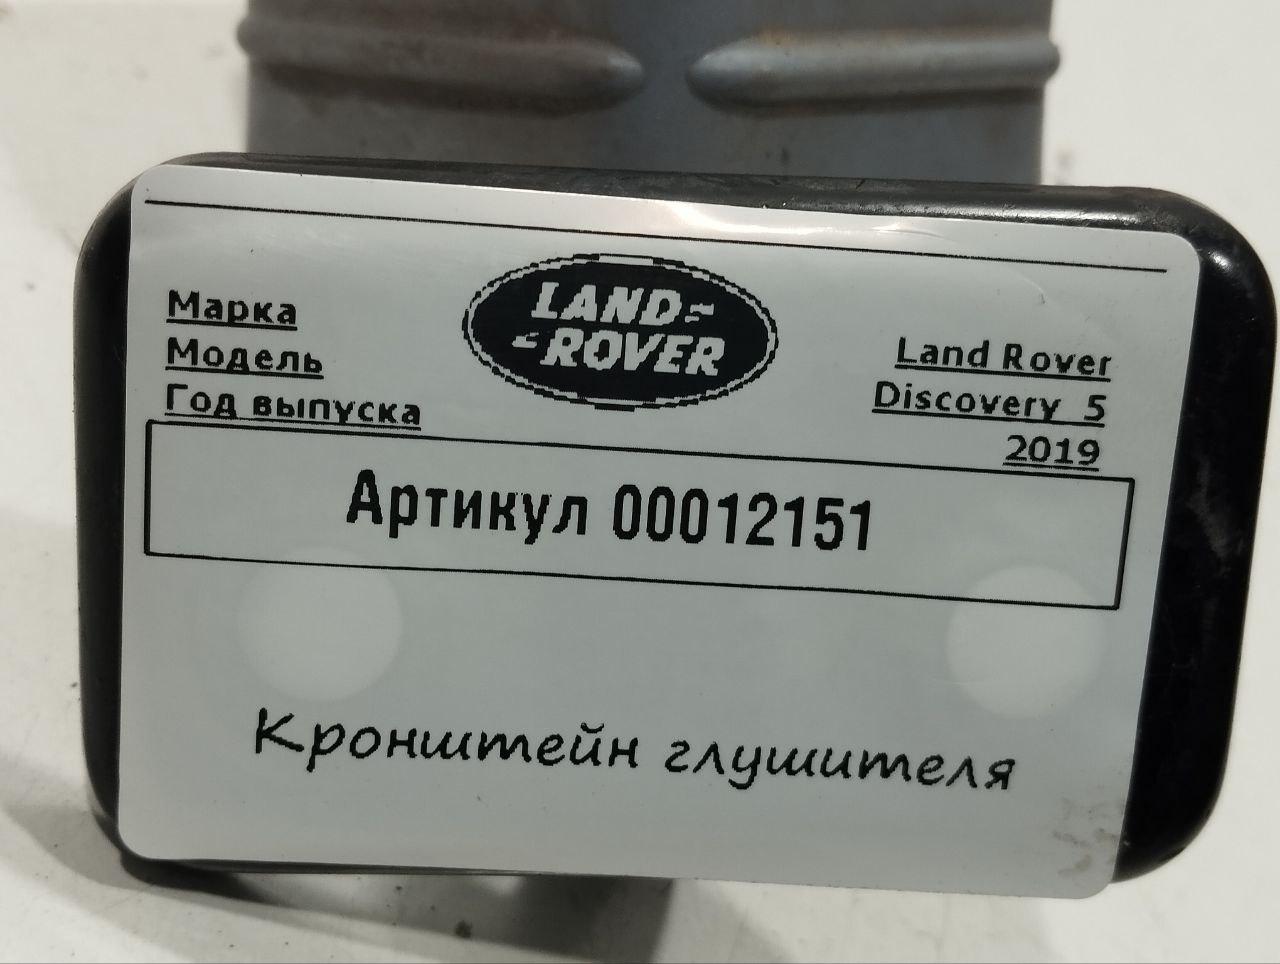 LAND
ROVER
Марка
Модель
Год выпуска
Land Rover
Discovery 5
2019
Артикул 00012151
Кронштейн глушителя